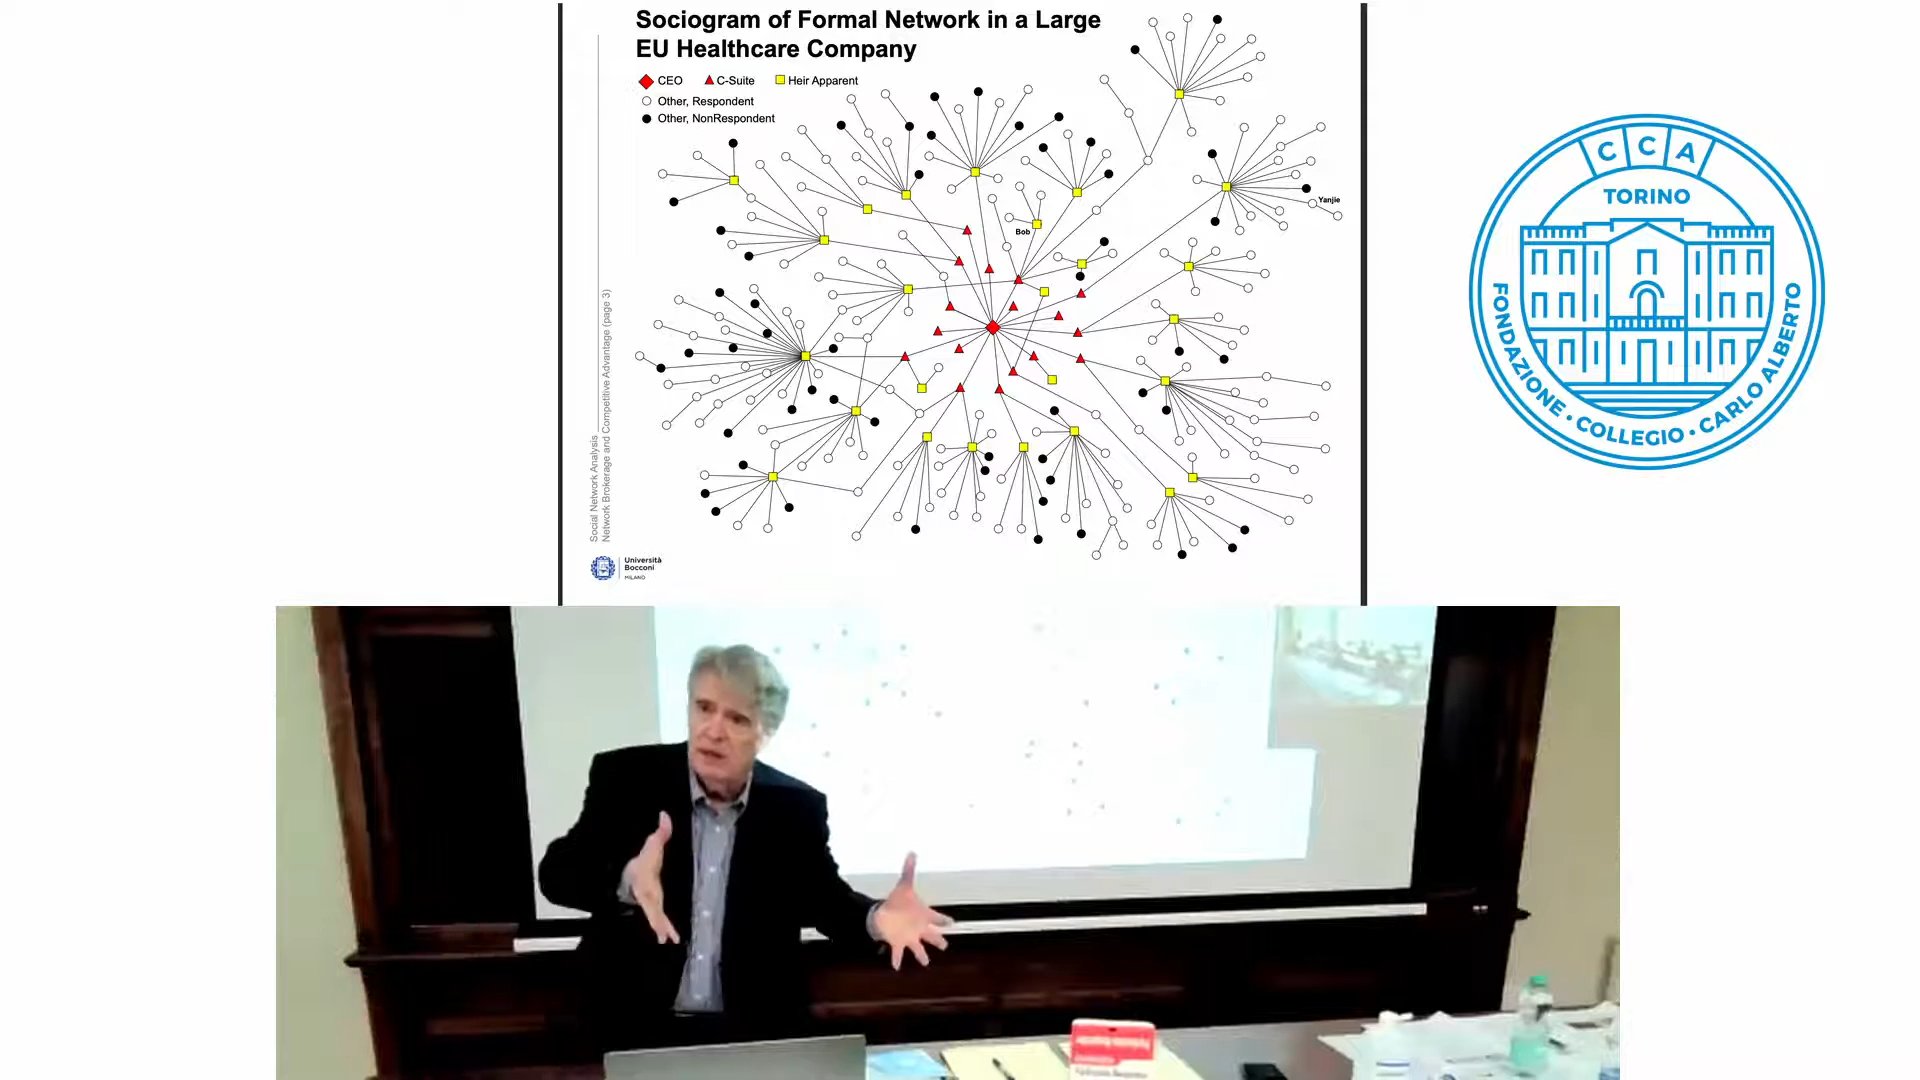 Sociogram of Formal Network in a Large
EU Healthcare Company
CEO C-Suite Heir Apparent
Other, Respondent
Other, NonRespondent
Yanjie
Bob
Social Network Analysis
Network Brokerage and Competitive Advantage (page 3)
Università
Bocconi
MILANO
CCA
TORINO
FONDAZIONE • COLLEGIO • CARLO ALBERTO